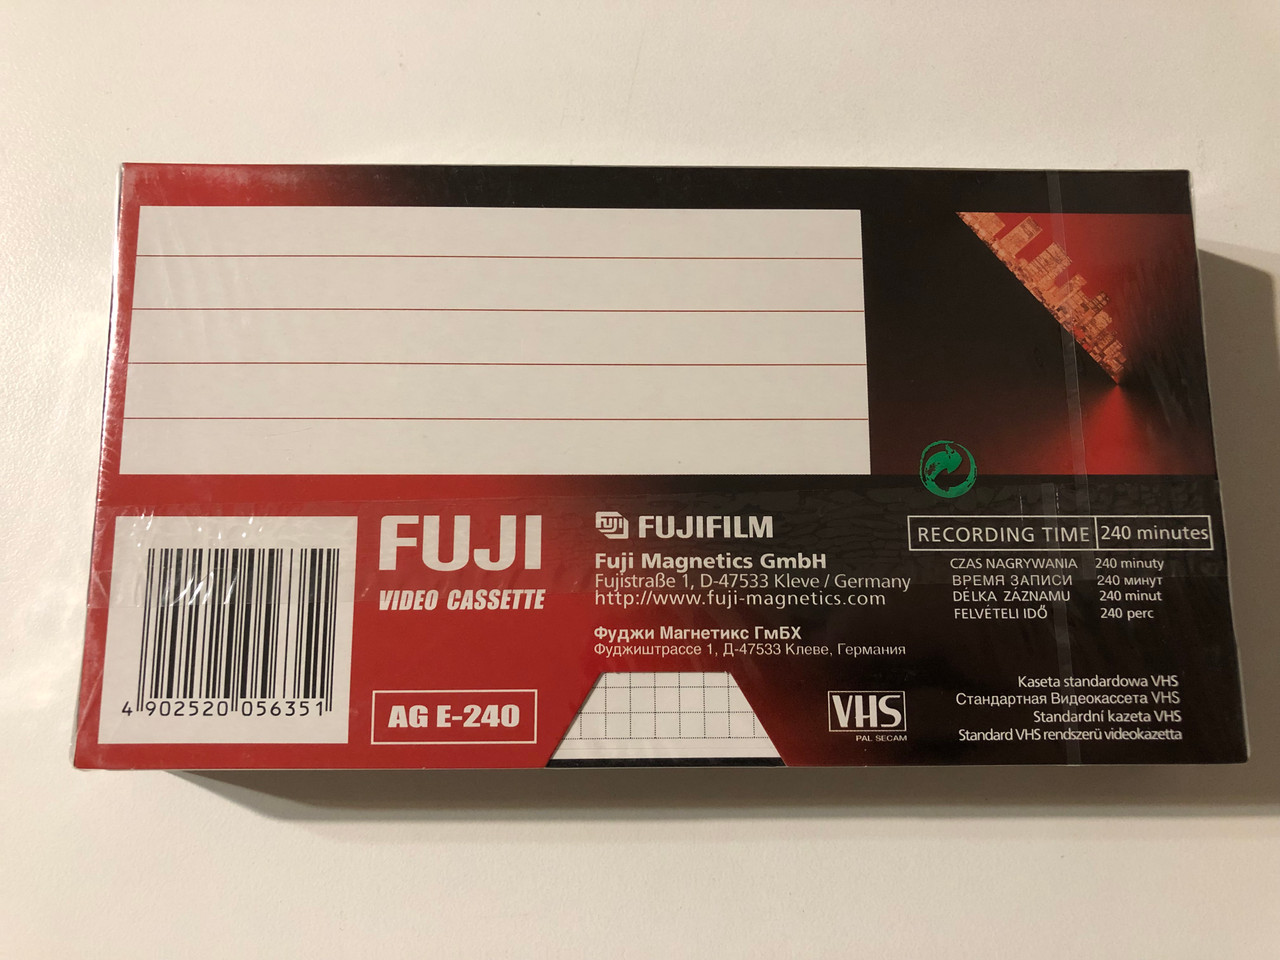 4 902520 056351
FUJI
VIDEO CASSETTE
AG E-240
FUJI FUJIFILM
Fuji Magnetics GmbH
Fujistraße 1, D-47533 Kleve / Germany
http://www.fuji-magnetics.com
Фуджи Магнетикс ГмБХ
Фуджиштрассе 1, Д-47533 Клеве, Германия
RECORDING TIME 240 minutes
CZAS NAGRYWANIA 240 minuty
ВРЕМЯ ЗАПИСИ 240 минут
DÉLKA ZÁZNAMU 240 minut
FELVÉTELI IDŐ 240 perc
VHS
PAL SECAM
Kaseta standardowa VHS
Стандартная Видеокассета VHS
Standardní kazeta VHS
Standard VHS rendszerű videokazetta